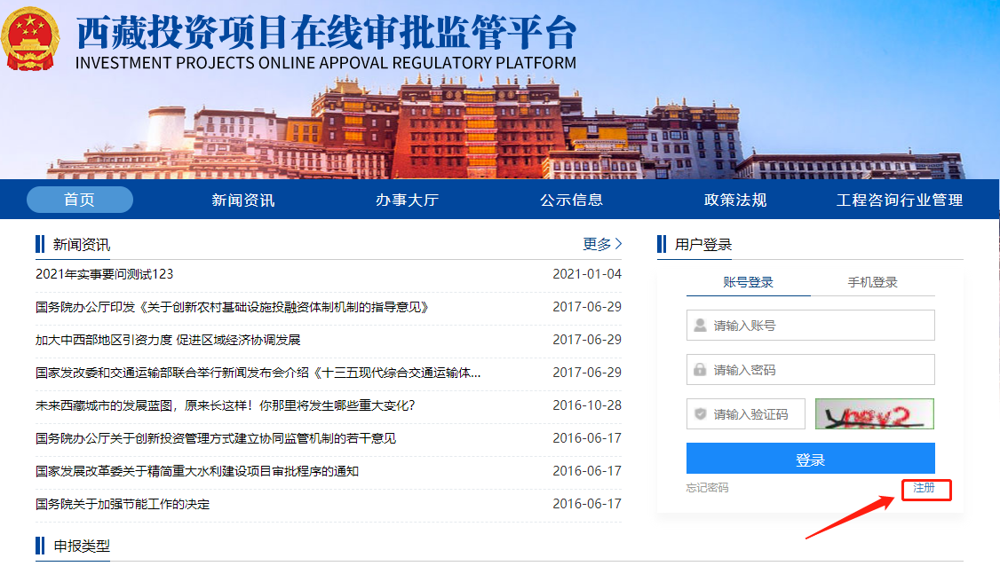 西藏投资项目在线审批监管平台
INVESTMENT PROJECTS ONLINE APPOVAL REGULATORY PLATFORM
首页 新闻资讯 办事大厅 公示信息 政策法规 工程咨询行业管理
新闻资讯 更多
2021年实事要问测试123 2021-01-04
国务院办公厅印发《关于创新农村基础设施投融资体制机制的指导意见》 2017-06-29
加大中西部地区引资力度 促进区域经济协调发展 2017-06-29
国家发改委和交通运输部联合举行新闻发布会介绍《十三五现代综合交通运输体... 2017-06-29
未来西藏城市的发展蓝图，原来长这样！你那里将发生哪些重大变化？ 2016-10-28
国务院办公厅关于创新投资管理方式建立协同监管机制的若干意见 2016-06-17
国家发展改革委关于精简重大水利建设项目审批程序的通知 2016-06-17
国务院关于加强节能工作的决定 2016-06-17
用户登录
账号登录 手机登录
请输入账号
请输入密码
请输入验证码
登录
忘记密码 注册
申报类型